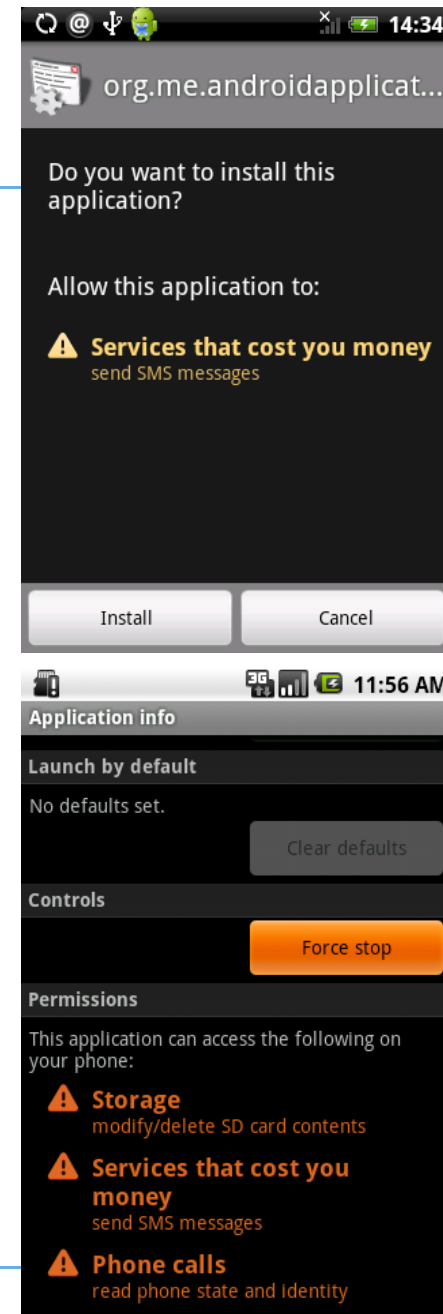 14:34
org.me.androidapplicat...
Do you want to install this
application?
Allow this application to:
Services that cost you money
send SMS messages
Install
Cancel
3G
11:56 AM
Application info
Launch by default
No defaults set.
Clear defaults
Controls
Force stop
Permissions
This application can access the following on
your phone:
Storage
modify/delete SD card contents
Services that cost you
money
send SMS messages
Phone calls
read phone state and identity